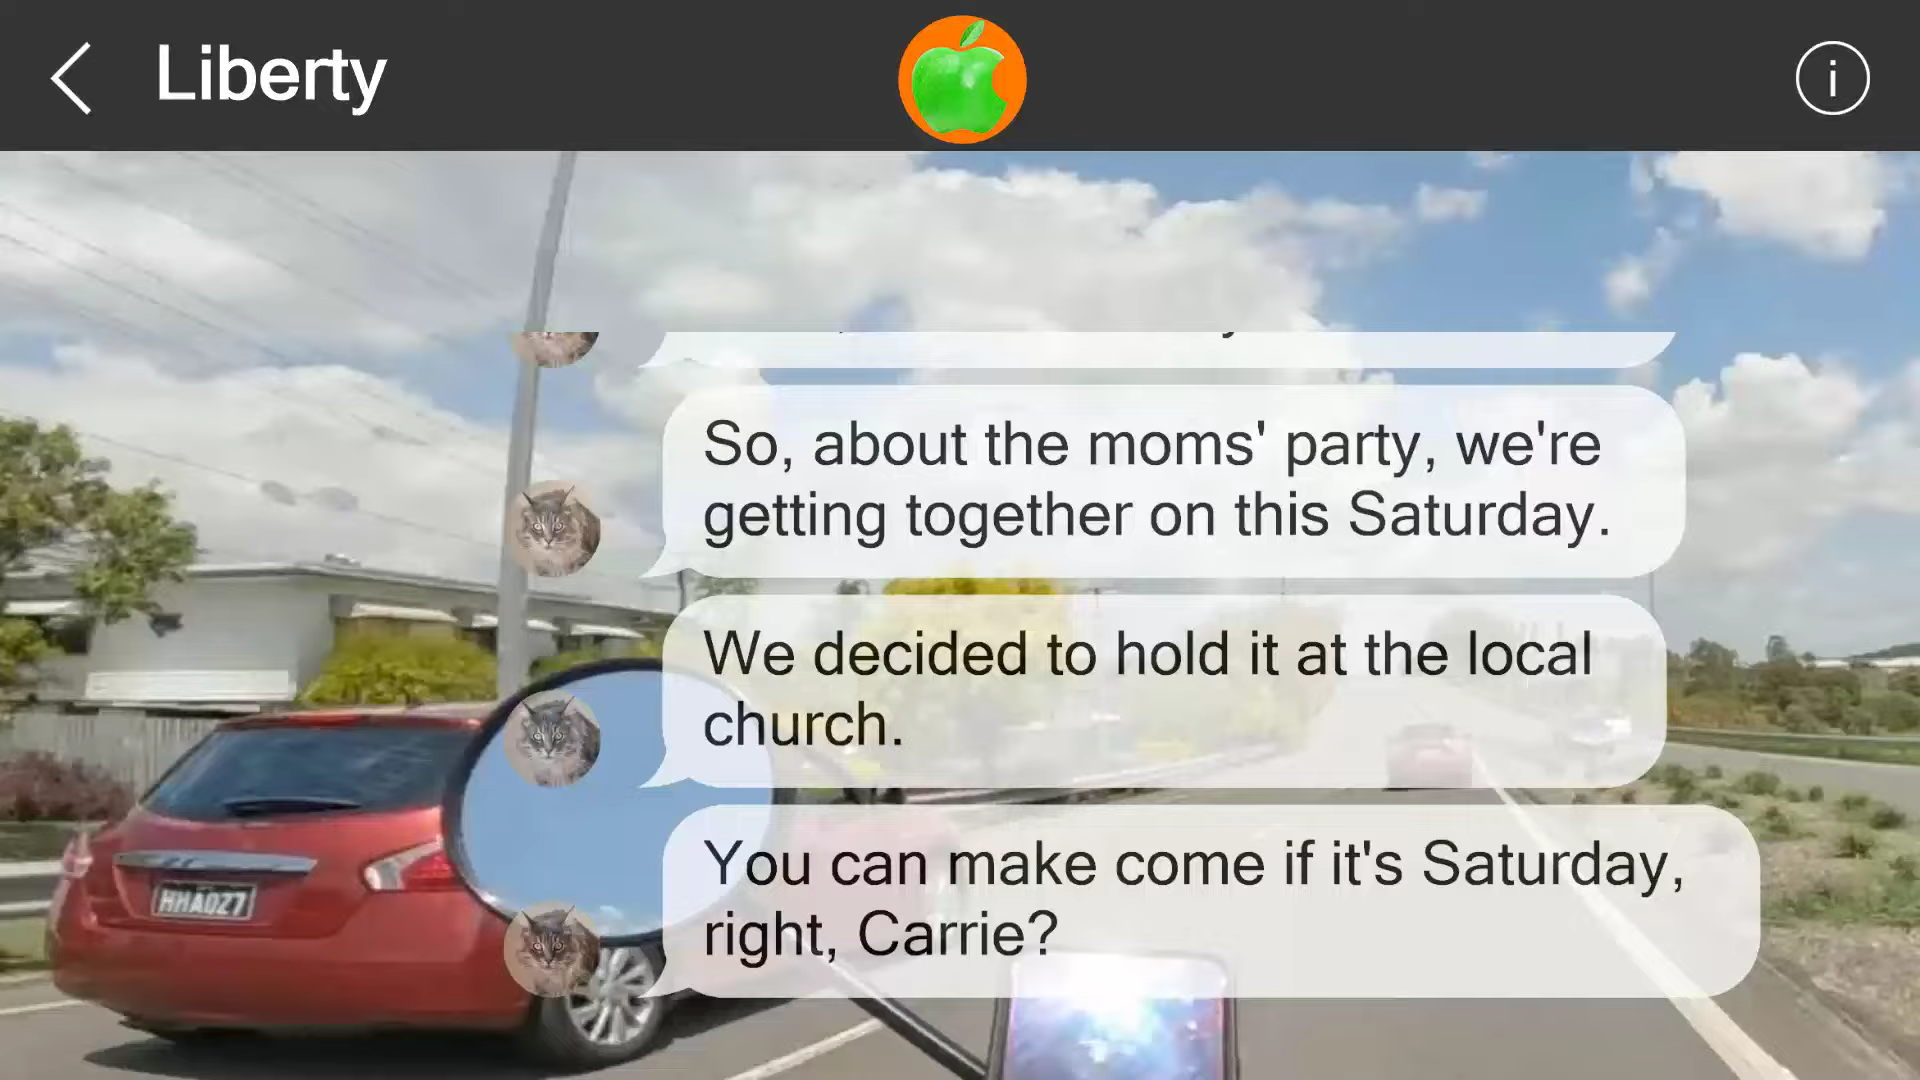 Liberty
i
So, about the moms' party, we're
getting together on this Saturday.
We decided to hold it at the local
church.
You can make come if it's Saturday,
right, Carrie?
HHA0Z7